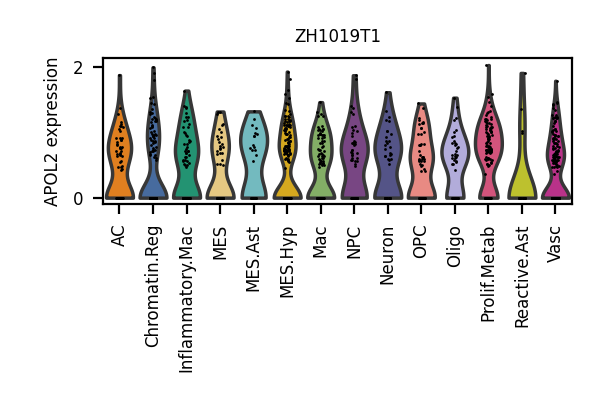 ZH1019T1
APOL2 expression
2
0
AC
Chromatin.Reg
Inflammatory.Mac
MES
MES.Ast
MES.Hyp
Mac
NPC
Neuron
OPC
Oligo
Prolif.Metab
Reactive.Ast
Vasc